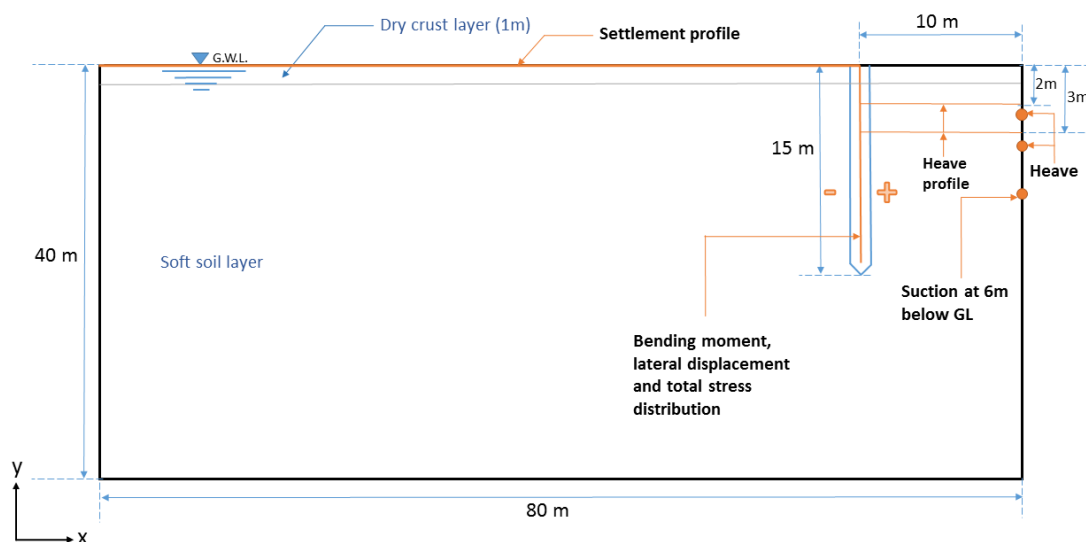 10 m
Dry crust layer (1m)
Settlement profile
G.W.L.
2m
3m
15 m
Heave
profile
Heave
-
+
40 m
Soft soil layer
Suction at 6m
below GL
Bending moment,
lateral displacement
and total stress
distribution
y
x
80 m